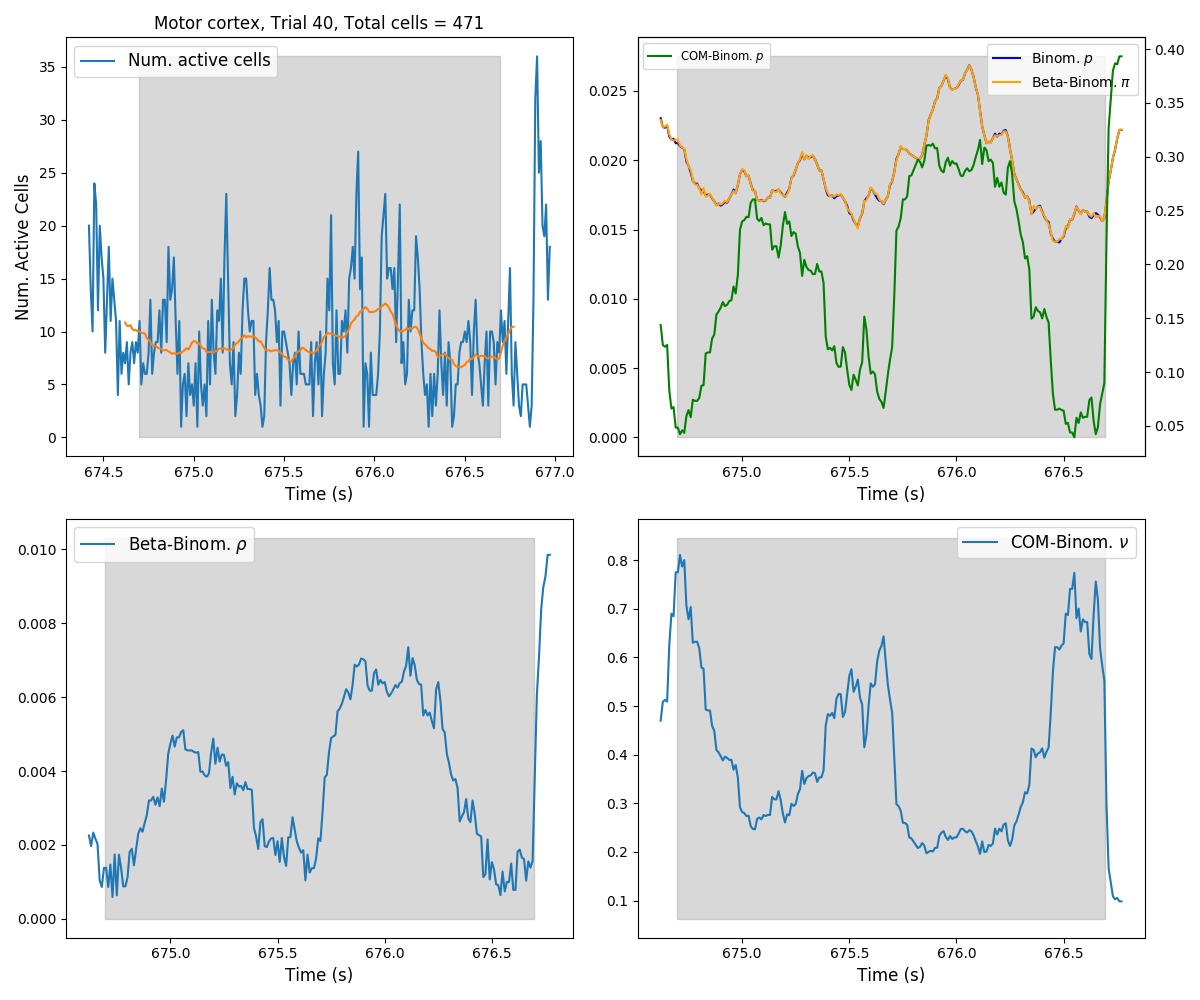 Motor cortex, Trial 40, Total cells = 471
Num. active cells
Num. Active Cells
35
30
25
20
15
10
5
0
674.5 675.0 675.5 676.0 676.5 677.0
Time (s)
COM-Binom. p
Binom. p
Beta-Binom. π
0.025
0.020
0.015
0.010
0.005
0.000
0.40
0.35
0.30
0.25
0.20
0.15
0.10
0.05
675.0 675.5 676.0 676.5
Time (s)
Beta-Binom. ρ
0.010
0.008
0.006
0.004
0.002
0.000
675.0 675.5 676.0 676.5
Time (s)
COM-Binom. ν
0.8
0.7
0.6
0.5
0.4
0.3
0.2
0.1
675.0 675.5 676.0 676.5
Time (s)